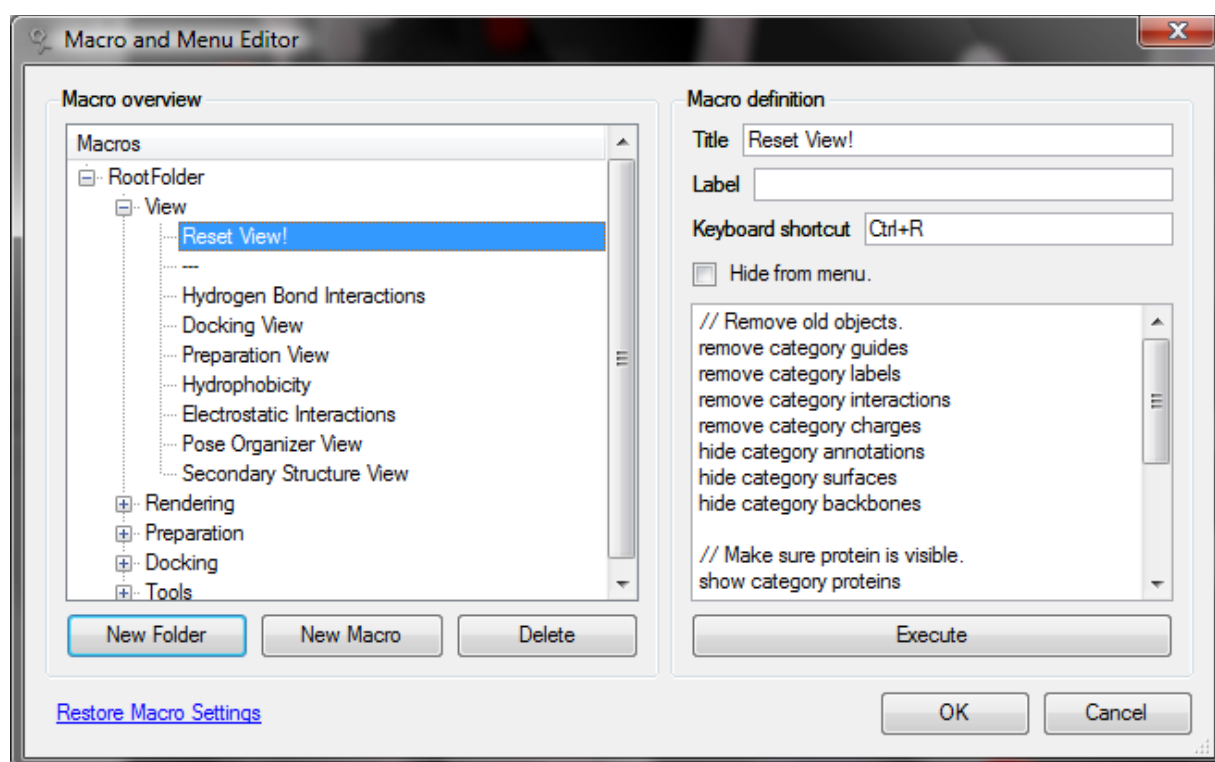 Macro and Menu Editor
Macro overview
Macros
RootFolder
View
Reset View!
---
Hydrogen Bond Interactions
Docking View
Preparation View
Hydrophobicity
Electrostatic Interactions
Pose Organizer View
Secondary Structure View
Rendering
Preparation
Docking
Tools
New Folder New Macro Delete
Macro definition
Title Reset View!
Label
Keyboard shortcut Ctrl+R
Hide from menu.
// Remove old objects.
remove category guides
remove category labels
remove category interactions
remove category charges
hide category annotations
hide category surfaces
hide category backbones
// Make sure protein is visible.
show category proteins
Execute
Restore Macro Settings
OK Cancel